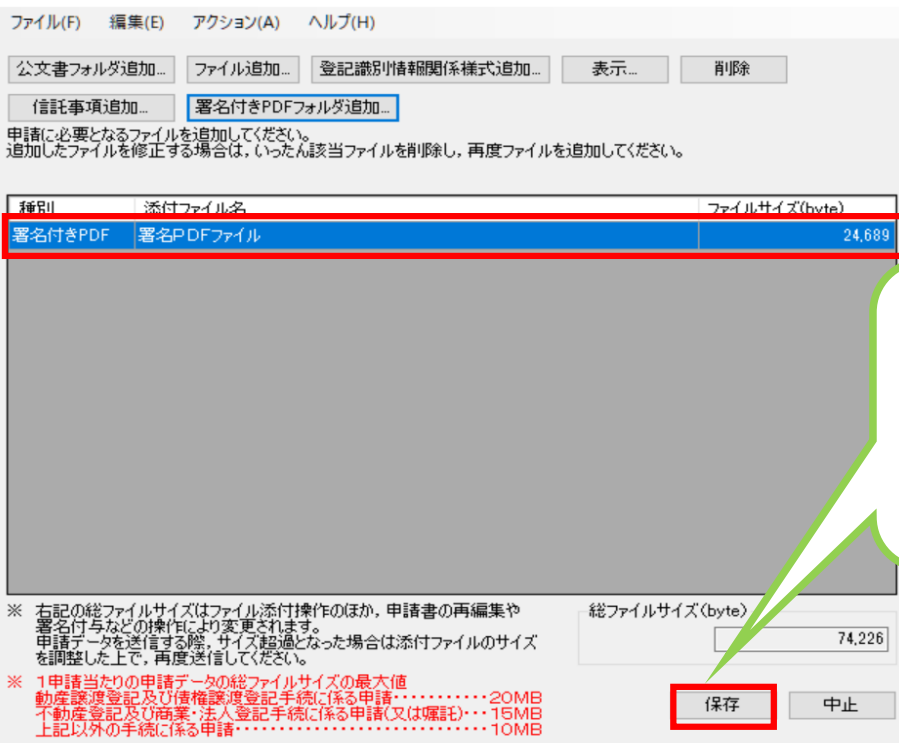 ファイル(F) 編集(E) アクション(A) ヘルプ(H)
公文書フォルダ追加... ファイル追加... 登記識別情報関係様式追加... 表示... 削除
信託事項追加... 署名付きPDFフォルダ追加...
申請に必要となるファイルを追加してください。
追加したファイルを修正する場合は，いったん該当ファイルを削除し，再度ファイルを追加してください。
種別 添付ファイル名 ファイルサイズ(byte)
署名付きPDF 署名ＰＤＦファイル 24,689
※ 右記の総ファイルサイズはファイル添付操作のほか，申請書の再編集や
署名付与などの操作により変更されます。
申請データを送信する際，サイズ超過となった場合は添付ファイルのサイズ
を調整した上で，再度送信してください。
総ファイルサイズ(byte)
74,226
※ 1申請当たりの申請データの総ファイルサイズの最大値
動産譲渡登記及び債権譲渡登記手続に係る申請・・・・・・・・・・・20MB
不動産登記及び商業・法人登記手続に係る申請(又は嘱託)・・・15MB
上記以外の手続に係る申請・・・・・・・・・・・・・・・・・・・・・・・・・・・・10MB
保存 中止